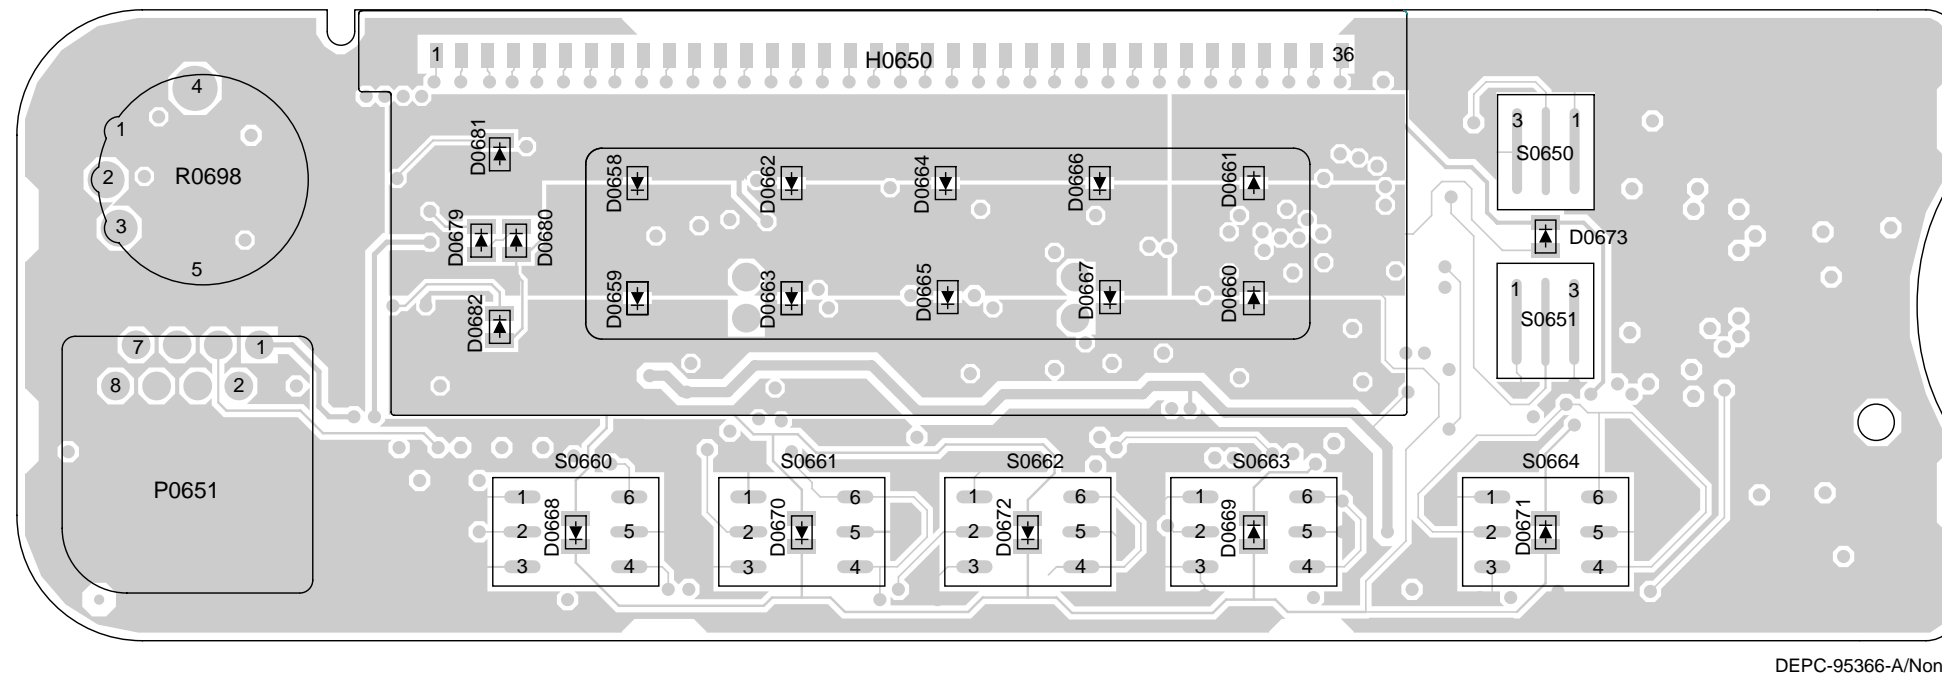 1
H0650
36
4
1
2
R0698
3
5
D0681
D0679
D0680
D0682
D0658
D0662
D0664
D0666
D0661
D0659
D0663
D0665
D0667
D0660
3
1
S0650
D0673
1
3
S0651
7
1
8
2
P0651
S0660
1
6
2
D0668
5
3
4
S0661
1
6
2
D0670
5
3
4
S0662
1
6
2
D0672
5
3
4
S0663
1
6
2
D0669
5
3
4
S0664
1
6
2
D0671
5
3
4
DEPC-95366-A/Non